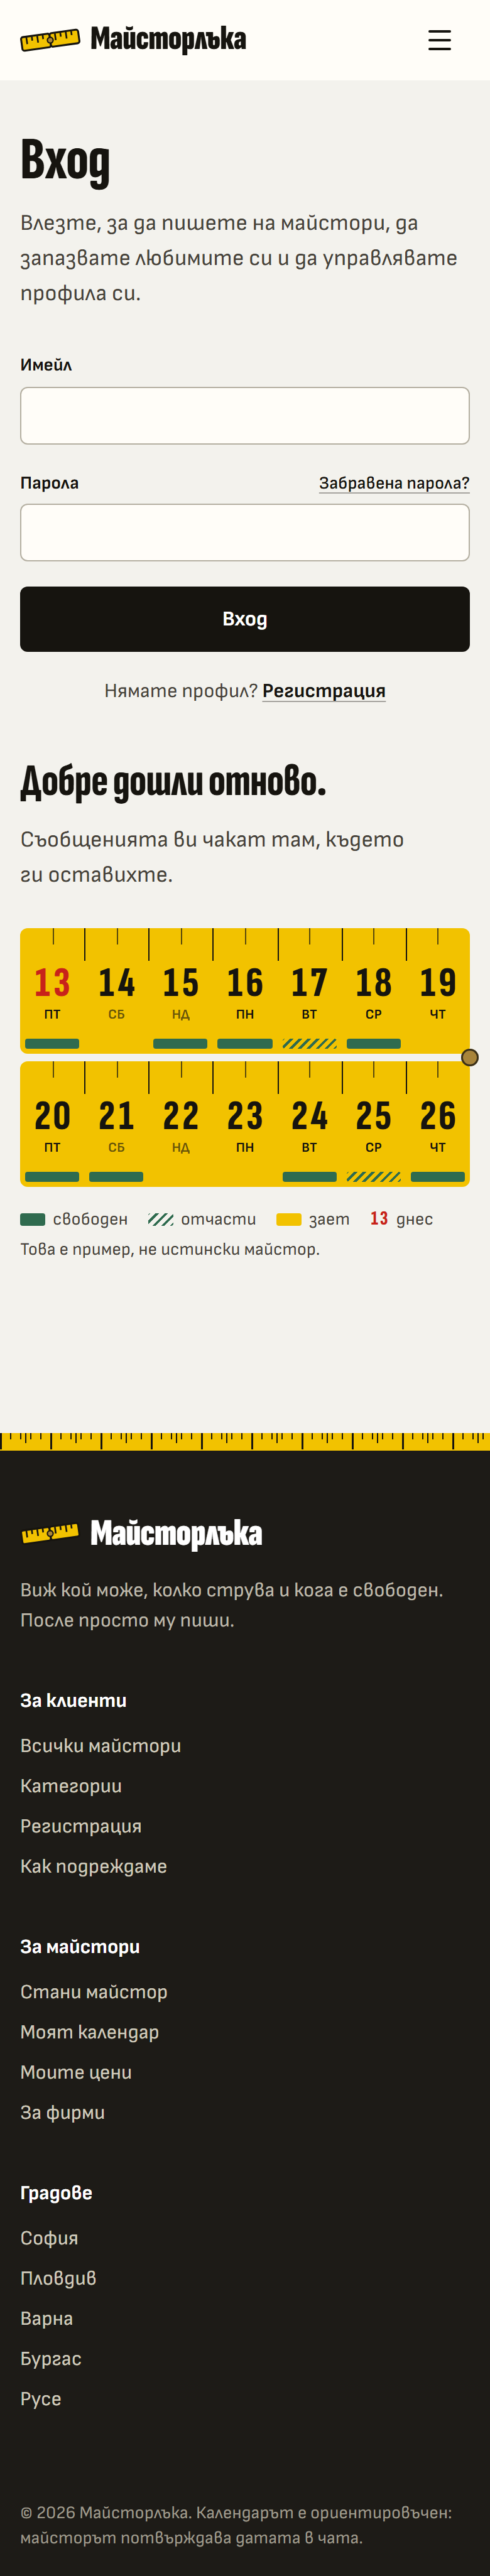 Майсторлъка
Вход
Влезте, за да пишете на майстори, да
запазвате любимите си и да управлявате
профила си.
Имейл
Парола Забравена парола?
Вход
Нямате профил? Регистрация
Добре дошли отново.
Съобщенията ви чакат там, където
ги оставихте.
13 14 15 16 17 18 19
ПТ СБ НД ПН ВТ СР ЧТ
20 21 22 23 24 25 26
ПТ СБ НД ПН ВТ СР ЧТ
свободен отчасти зает 13 днес
Това е пример, не истински майстор.
Майсторлъка
Виж кой може, колко струва и кога е свободен.
После просто му пиши.
За клиенти
Всички майстори
Категории
Регистрация
Как подреждаме
За майстори
Стани майстор
Моят календар
Моите цени
За фирми
Градове
София
Пловдив
Варна
Бургас
Русе
© 2026 Майсторлъка. Календарът е ориентировъчен:
майсторът потвърждава датата в чата.